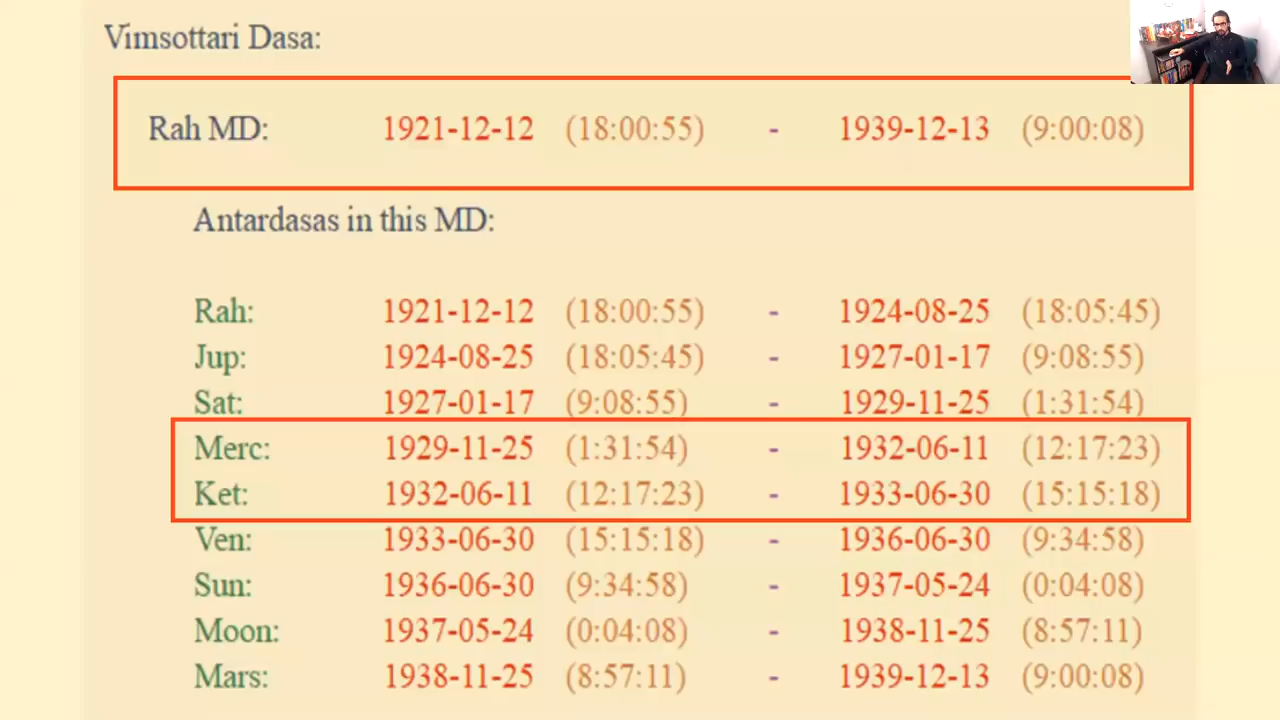 Vimsottari Dasa:
Rah MD: 1921-12-12 (18:00:55) - 1939-12-13 (9:00:08)
Antardasas in this MD:
Rah: 1921-12-12 (18:00:55) - 1924-08-25 (18:05:45)
Jup: 1924-08-25 (18:05:45) - 1927-01-17 (9:08:55)
Sat: 1927-01-17 (9:08:55) - 1929-11-25 (1:31:54)
Merc: 1929-11-25 (1:31:54) - 1932-06-11 (12:17:23)
Ket: 1932-06-11 (12:17:23) - 1933-06-30 (15:15:18)
Ven: 1933-06-30 (15:15:18) - 1936-06-30 (9:34:58)
Sun: 1936-06-30 (9:34:58) - 1937-05-24 (0:04:08)
Moon: 1937-05-24 (0:04:08) - 1938-11-25 (8:57:11)
Mars: 1938-11-25 (8:57:11) - 1939-12-13 (9:00:08)